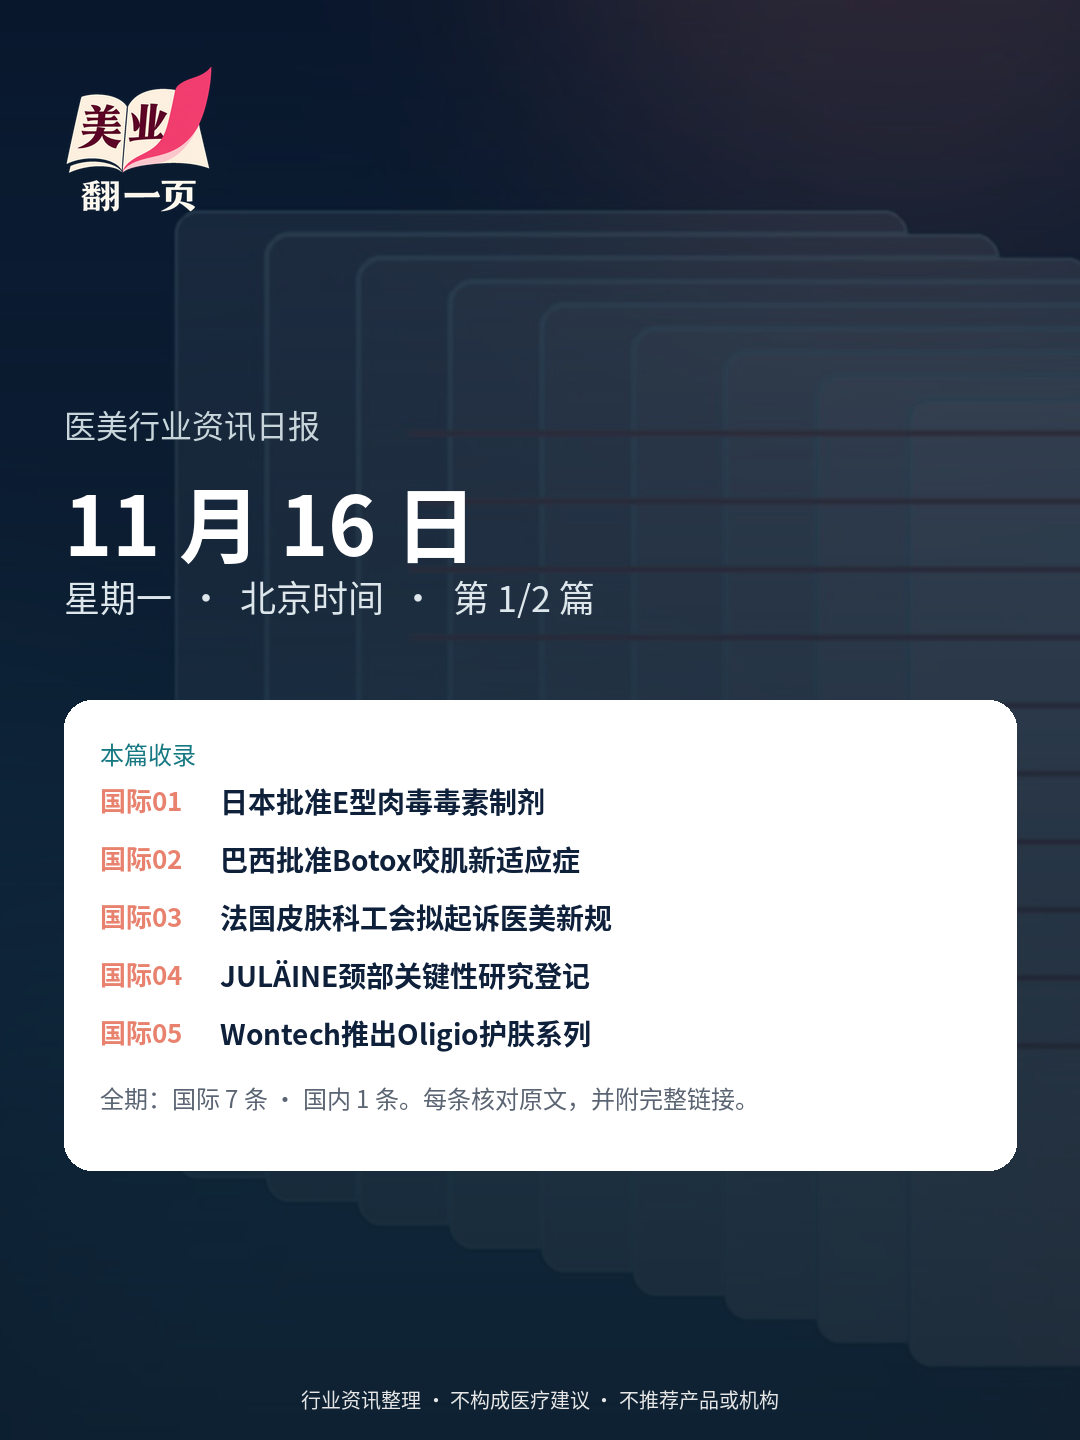 美业
翻一页
医美行业资讯日报
11 月 16 日
星期一 · 北京时间 · 第 1/2 篇
本篇收录
国际01 日本批准E型肉毒毒素制剂
国际02 巴西批准Botox咬肌新适应症
国际03 法国皮肤科工会拟起诉医美新规
国际04 JULÄINE颈部关键性研究登记
国际05 Wontech推出Oligio护肤系列
全期：国际 7 条 · 国内 1 条。每条核对原文，并附完整链接。
行业资讯整理 · 不构成医疗建议 · 不推荐产品或机构